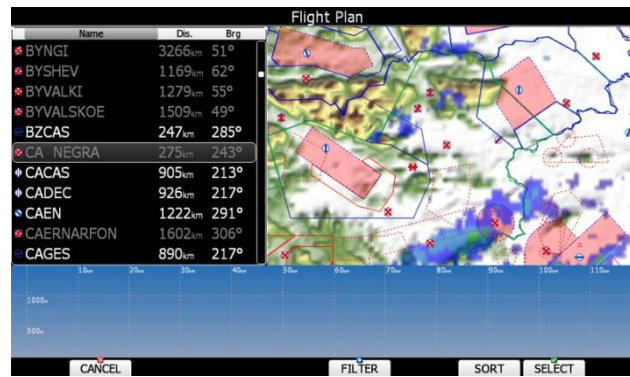 Flight Plan
Name Dis. Brg
BYNGI 3266km 51°
BYSHEV 1169km 62°
BYVALKI 1279km 55°
BYVALSKOE 1509km 49°
BZCAS 247km 285°
CA NEGRA 275km 243°
CACAS 905km 213°
CADEC 926km 217°
CAEN 1222km 291°
CAERNARFON 1602km 306°
CAGES 890km 217°
10km 20km 30km 40km 50km 60km 70km 80km 90km 100km 110km
1000m
500m
CANCEL FILTER SORT SELECT